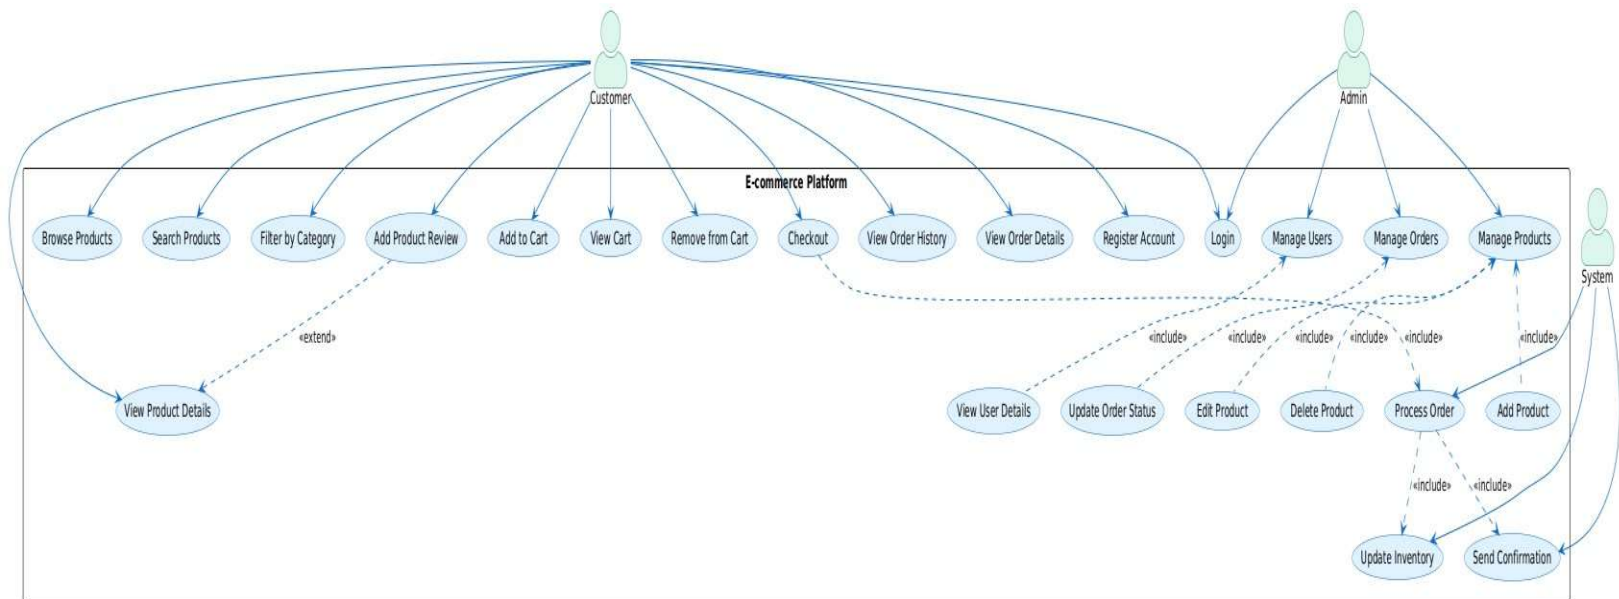 Customer
Admin
E-commerce Platform
Browse Products
Search Products
Filter by Category
Add Product Review
Add to Cart
View Cart
Remove from Cart
Checkout
View Order History
View Order Details
Register Account
Login
Manage Users
Manage Orders
Manage Products
System
«extend»
«include»
«include»
«include»
«include»
«include»
«include»
View Product Details
View User Details
Update Order Status
Edit Product
Delete Product
Process Order
Add Product
«include»
«include»
Update Inventory
Send Confirmation